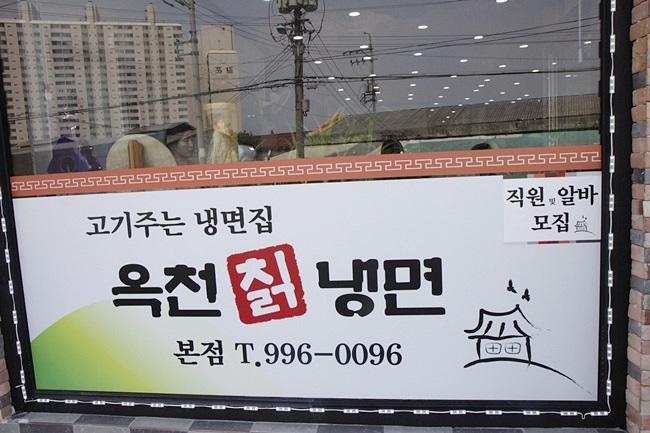 고기주는 냉면집
직원 및 알바
모집
옥천 칡 냉면
본점 T.996-0096